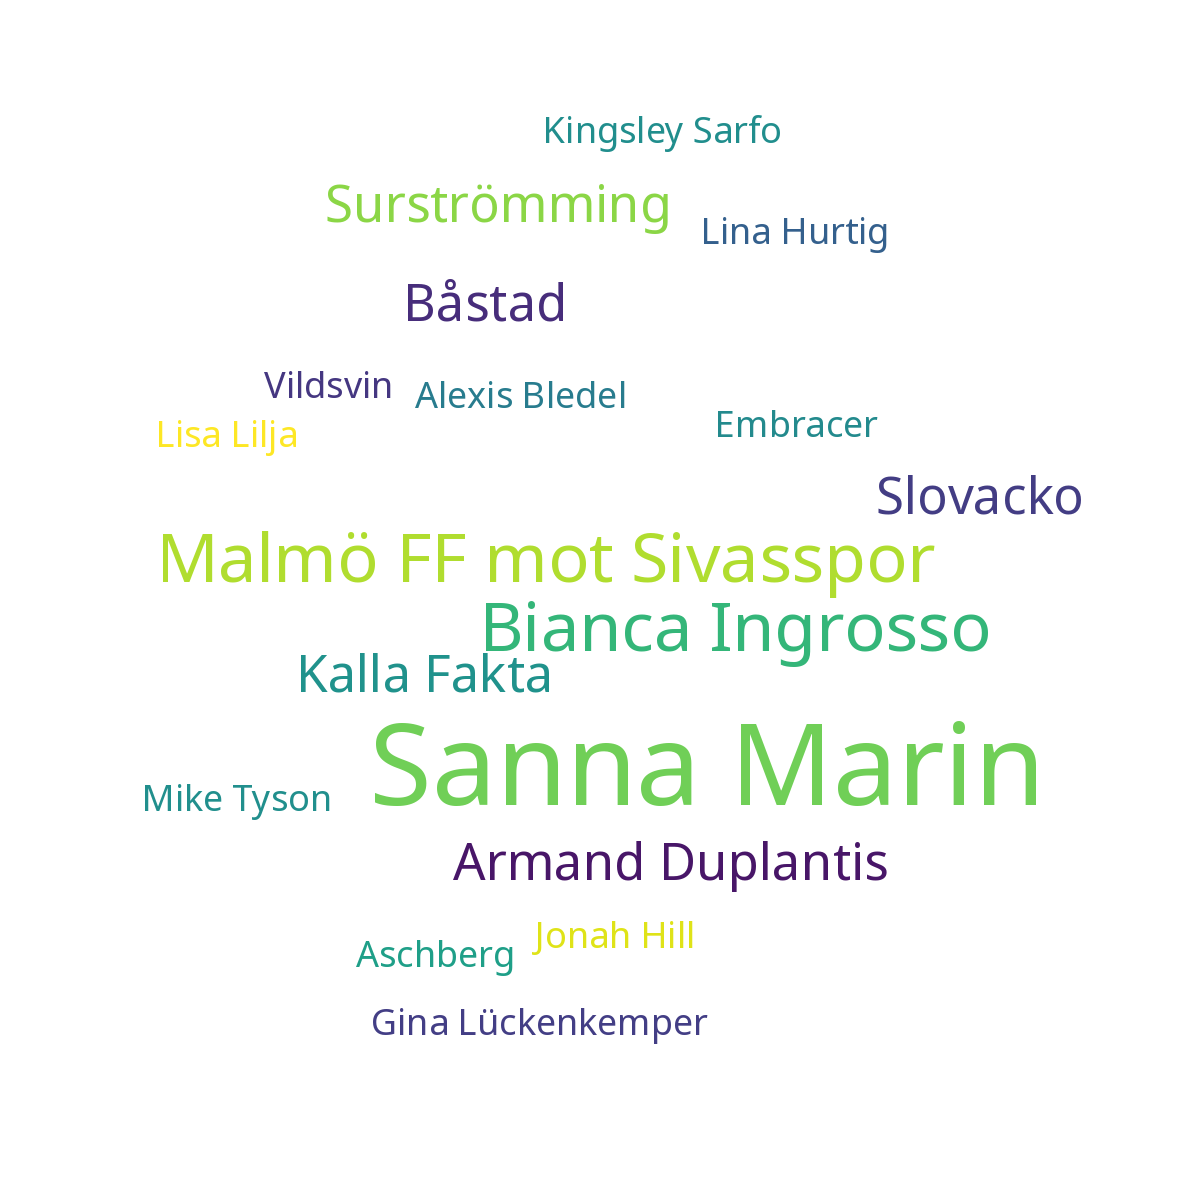 Kingsley Sarfo
Surströmming
Lina Hurtig
Båstad
Vildsvin
Alexis Bledel
Embracer
Lisa Lilja
Slovacko
Malmö FF mot Sivasspor
Bianca Ingrosso
Kalla Fakta
Sanna Marin
Mike Tyson
Armand Duplantis
Jonah Hill
Aschberg
Gina Lückenkemper